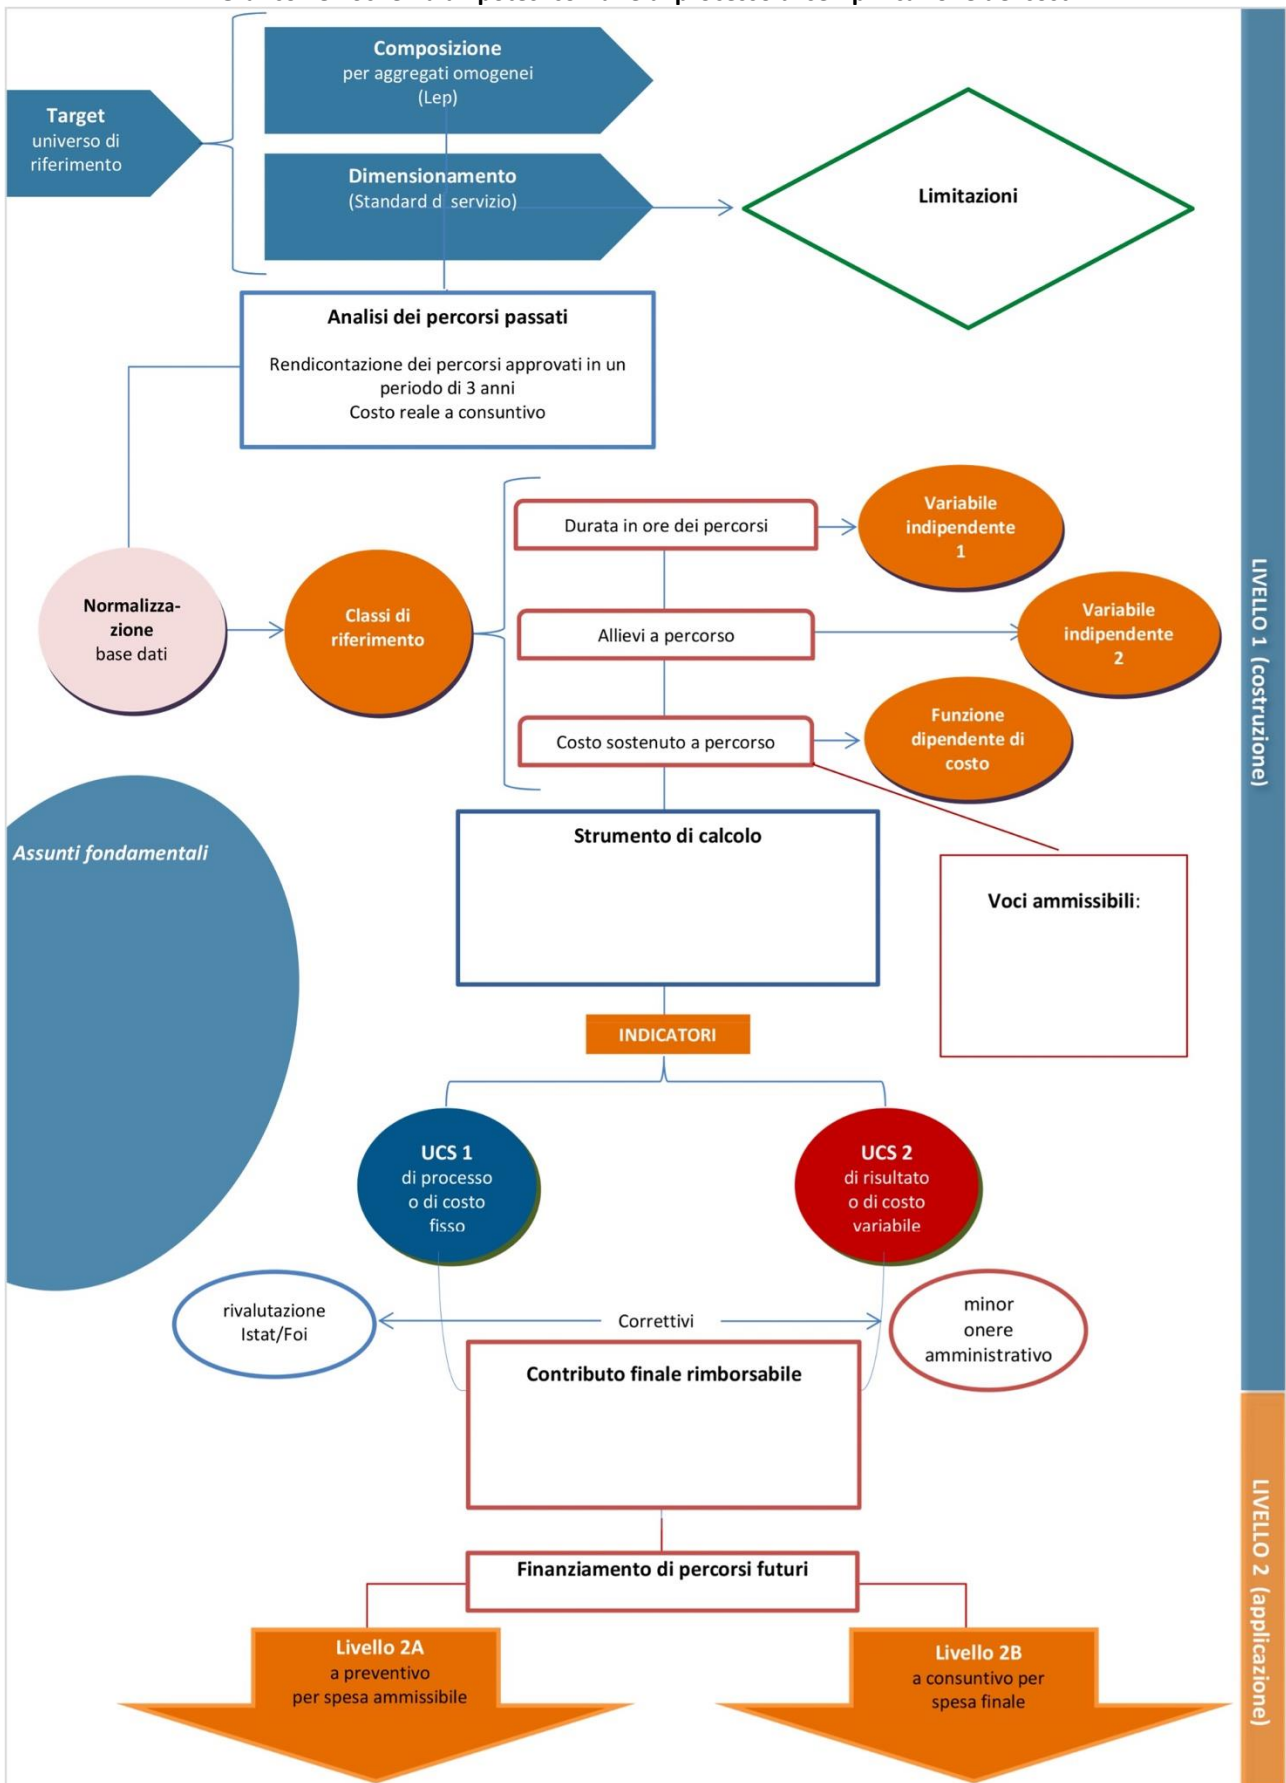 Composizione
per aggregati omogenei
(Lep)
Target
universo di
riferimento
Dimensionamento
(Standard di servizio)
Limitazioni
Analisi dei percorsi passati
Rendicontazione dei percorsi approvati in un
periodo di 3 anni
Costo reale a consuntivo
Durata in ore dei percorsi
Variabile
indipendente
1
Normalizza-
zione
base dati
Classi di
riferimento
Allievi a percorso
Variabile
indipendente
2
Costo sostenuto a percorso
Funzione
dipendente di
costo
LIVELLO 1 (costruzione)
Assunti fondamentali
Strumento di calcolo
Voci ammissibili:
INDICATORI
UCS 1
di processo
o di costo
fisso
UCS 2
di risultato
o di costo
variabile
rivalutazione
Istat/Foi
Correttivi
minor
onere
amministrativo
Contributo finale rimborsabile
LIVELLO 2 (applicazione)
Finanziamento di percorsi futuri
Livello 2A
a preventivo
per spesa ammissibile
Livello 2B
a consuntivo per
spesa finale